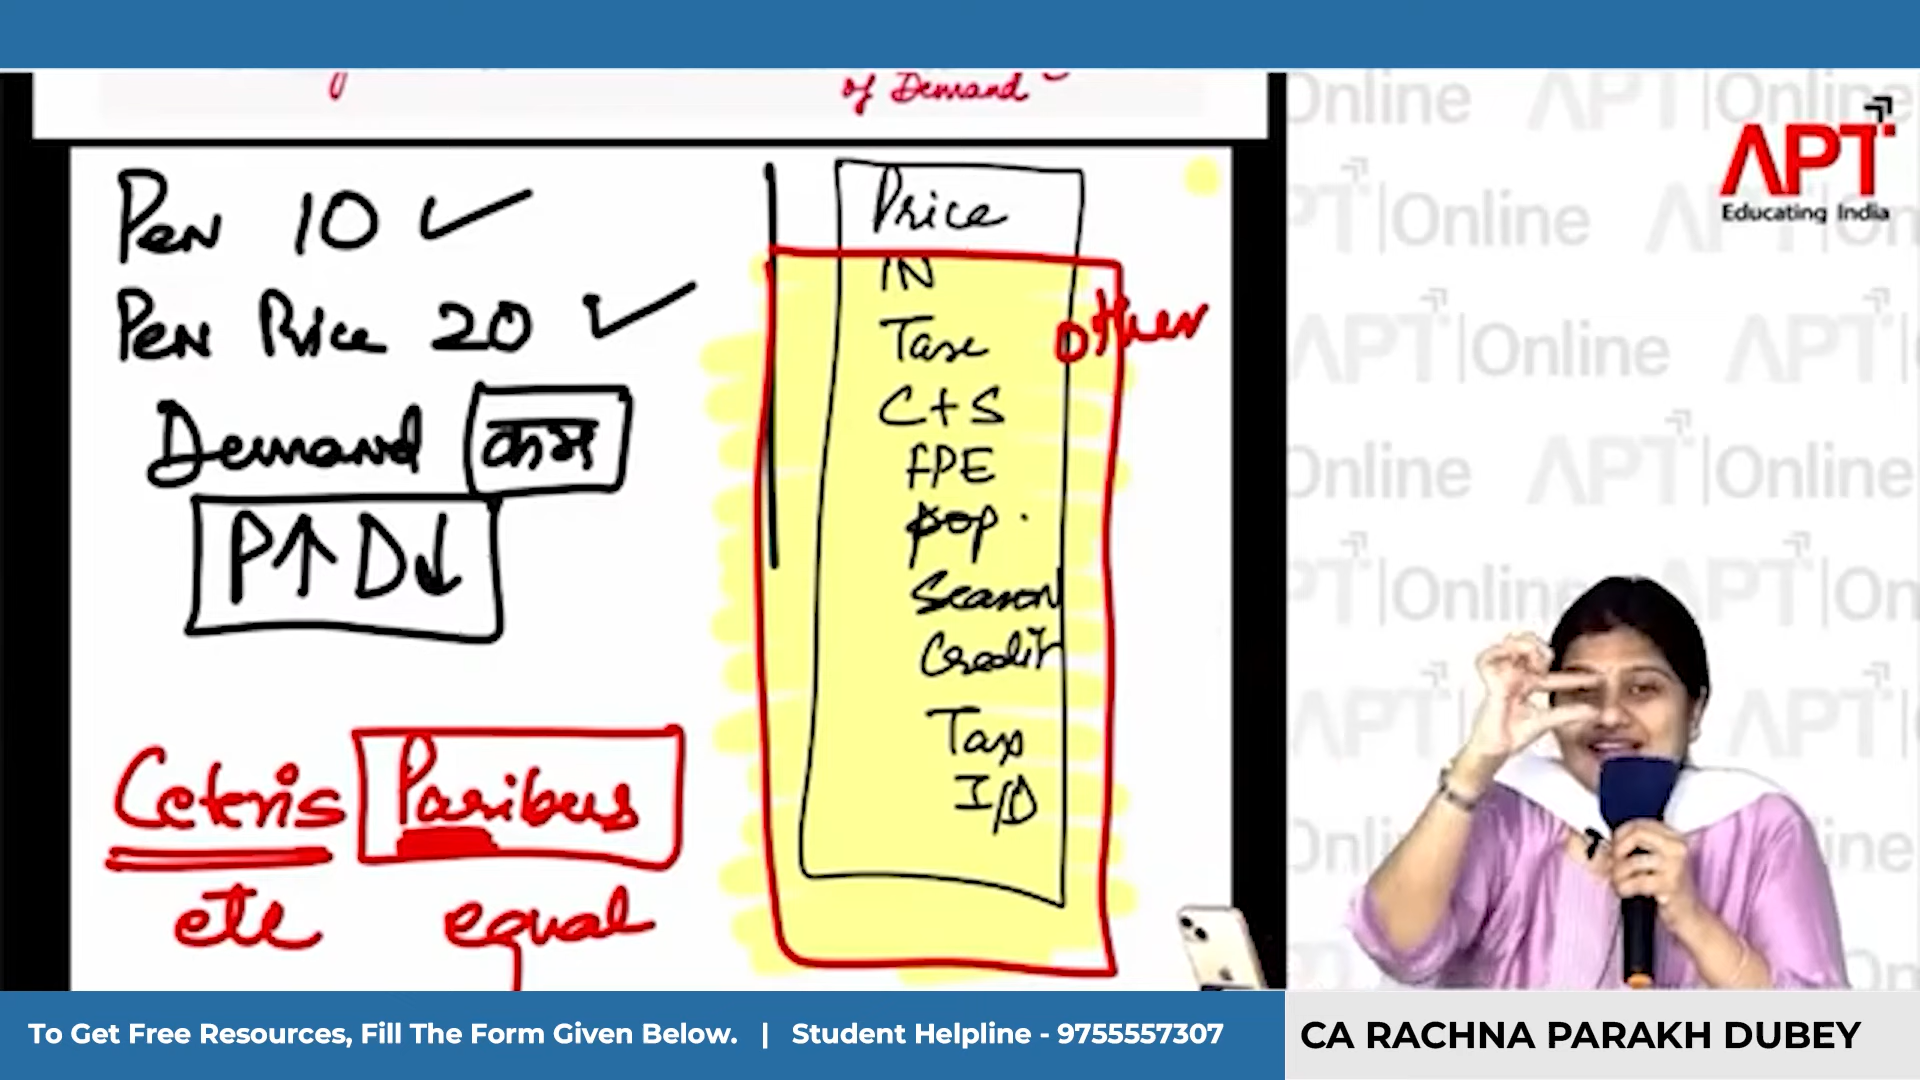 of Demand
Pen 10
Pen Price 20
Demand कम
P↑ D↓
Ceteris Paribus
etc equal
Price
IN
Taste
C+S
FPE
Pop.
Season
Credit
Tax
I/D
other
APT
Educating India
APT|Online
To Get Free Resources, Fill The Form Given Below. | Student Helpline - 9755557307
CA RACHNA PARAKH DUBEY